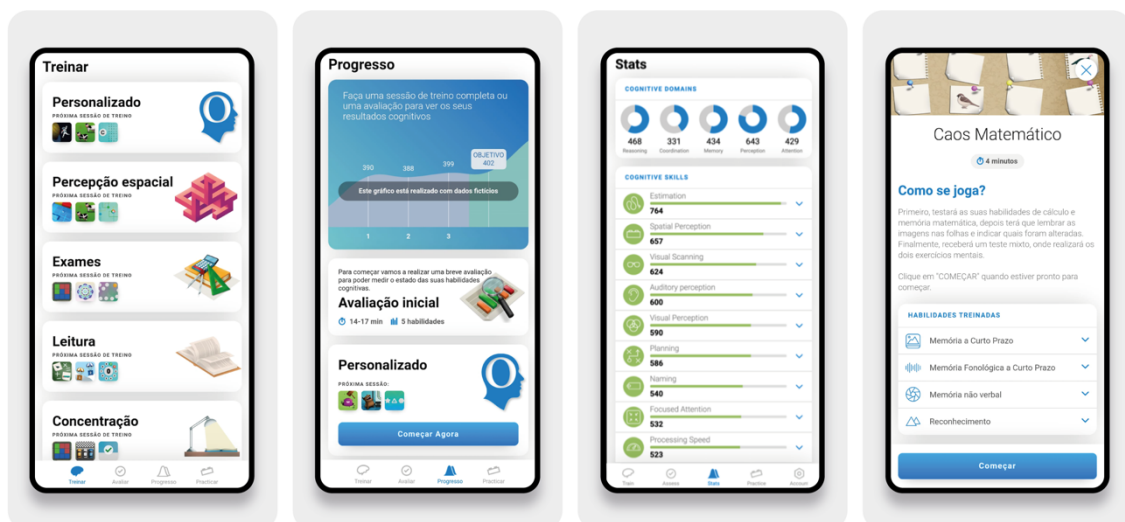 Treinar
Personalizado
PRÓXIMA SESSÃO DE TREINO
Percepção espacial
PRÓXIMA SESSÃO DE TREINO
Exames
PRÓXIMA SESSÃO DE TREINO
Leitura
PRÓXIMA SESSÃO DE TREINO
Concentração
PRÓXIMA SESSÃO DE TREINO
Treinar
Avaliar
Progresso
Practicar
Progresso
Faça uma sessão de treino completa ou
uma avaliação para ver os seus
resultados cognitivos
390
388
399
OBJETIVO
402
Este gráfico está realizado com dados fictícios
1
2
3
Para começar vamos a realizar uma breve avaliação
para poder medir o estado das suas habilidades
cognitivas.
Avaliação inicial
14-17 min
5 habilidades
Personalizado
PRÓXIMA SESSÃO:
Começar Agora
Treinar
Avaliar
Progresso
Practicar
Stats
COGNITIVE DOMAINS
468
331
434
643
429
Reasoning
Coordination
Memory
Perception
Attention
COGNITIVE SKILLS
Estimation
764
Spatial Perception
657
Visual Scanning
624
Auditory perception
600
Visual Perception
590
Planning
586
Naming
540
Focused Attention
532
Processing Speed
523
Train
Assess
Stats
Practice
Account
Caos Matemático
4 minutos
Como se joga?
Primeiro, testará as suas habilidades de cálculo e
memória matemática, depois terá que lembrar as
imagens nas folhas e indicar quais foram alteradas.
Finalmente, receberá um teste mixto, onde realizará os
dois exercícios mentais.
Clique em "COMEÇAR" quando estiver pronto para
começar.
HABILIDADES TREINADAS
Memória a Curto Prazo
Memória Fonológica a Curto Prazo
Memória não verbal
Reconhecimento
Começar